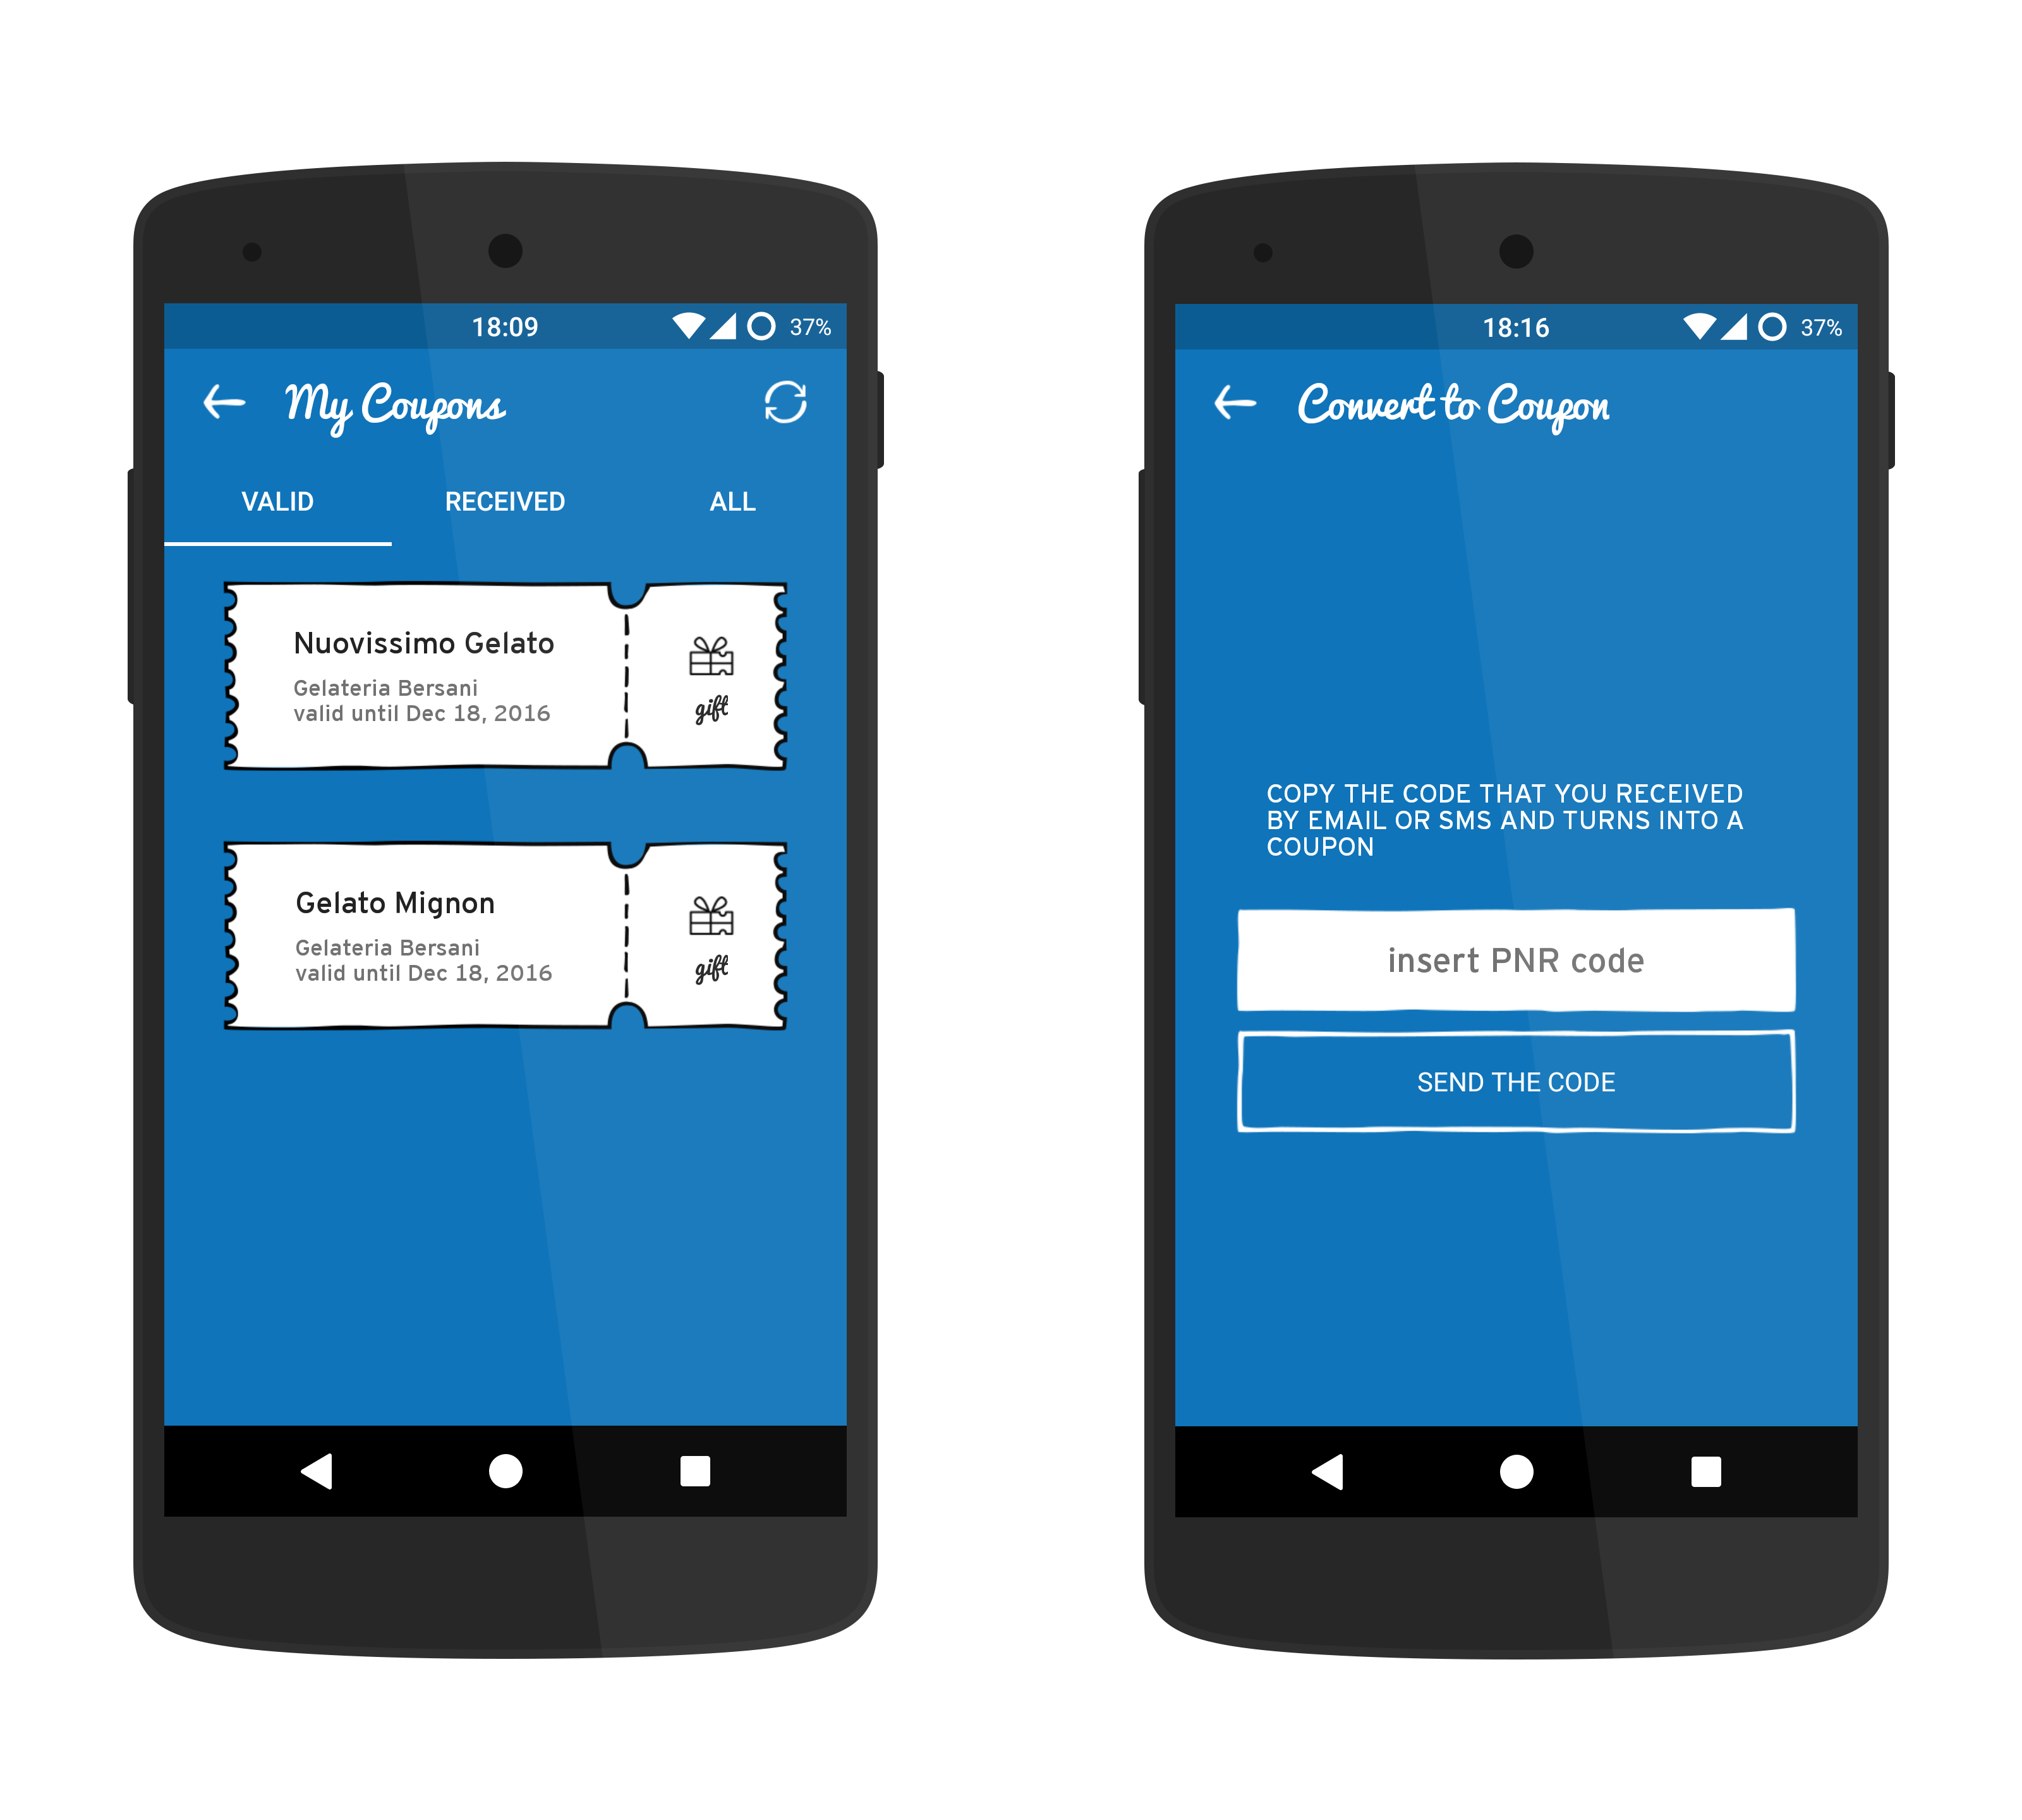 18:09
37%
My Coupons
VALID
RECEIVED
ALL
Nuovissimo Gelato
Gelateria Bersani
valid until Dec 18, 2016
gift
Gelato Mignon
Gelateria Bersani
valid until Dec 18, 2016
gift
18:16
37%
Convert to Coupon
COPY THE CODE THAT YOU RECEIVED
BY EMAIL OR SMS AND TURNS INTO A
COUPON
insert PNR code
SEND THE CODE